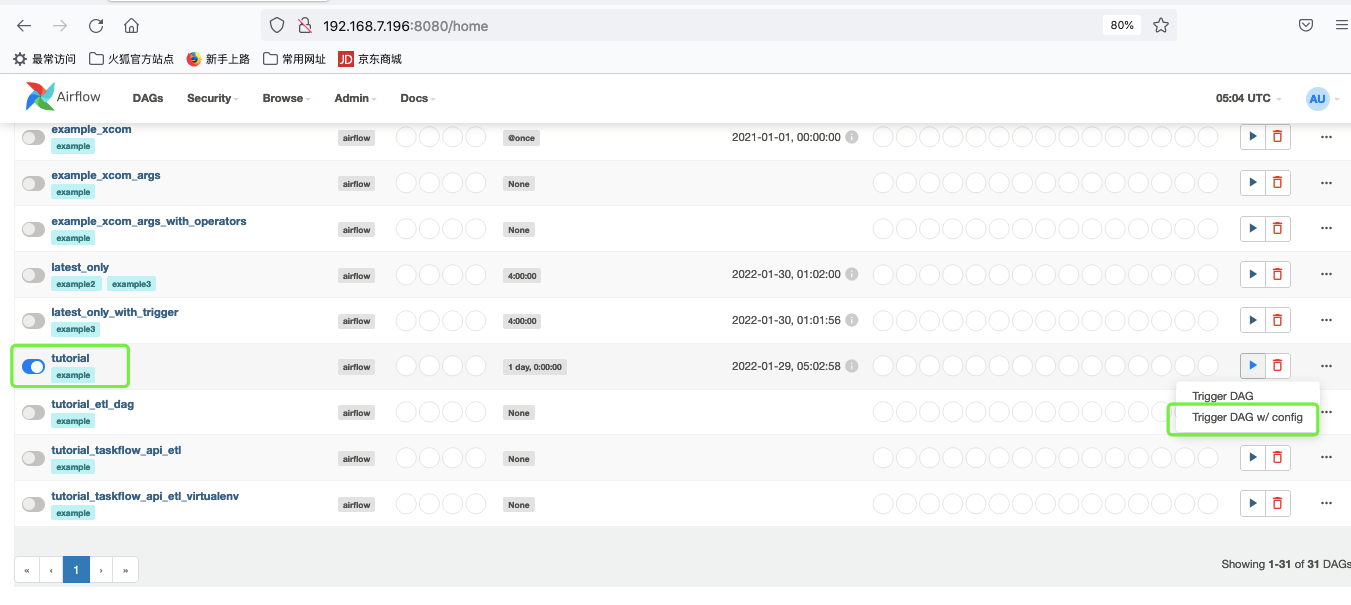 192.168.7.196:8080/home
80%
最常访问 火狐官方站点 新手上路 常用网址 JD 京东商城
Airflow DAGs Security Browse Admin Docs 05:04 UTC AU
example_xcom airflow @once 2021-01-01, 00:00:00 i
example
example_xcom_args airflow None
example
example_xcom_args_with_operators airflow None
example
latest_only airflow 4:00:00 2022-01-30, 01:02:00 i
example2 example3
latest_only_with_trigger airflow 4:00:00 2022-01-30, 01:01:56 i
example3
tutorial airflow 1 day, 0:00:00 2022-01-29, 05:02:58 i
example
Trigger DAG
Trigger DAG w/ config
tutorial_etl_dag airflow None
example
tutorial_taskflow_api_etl airflow None
example
tutorial_taskflow_api_etl_virtualenv airflow None
example
« ‹ 1 › »
Showing 1-31 of 31 DAGs